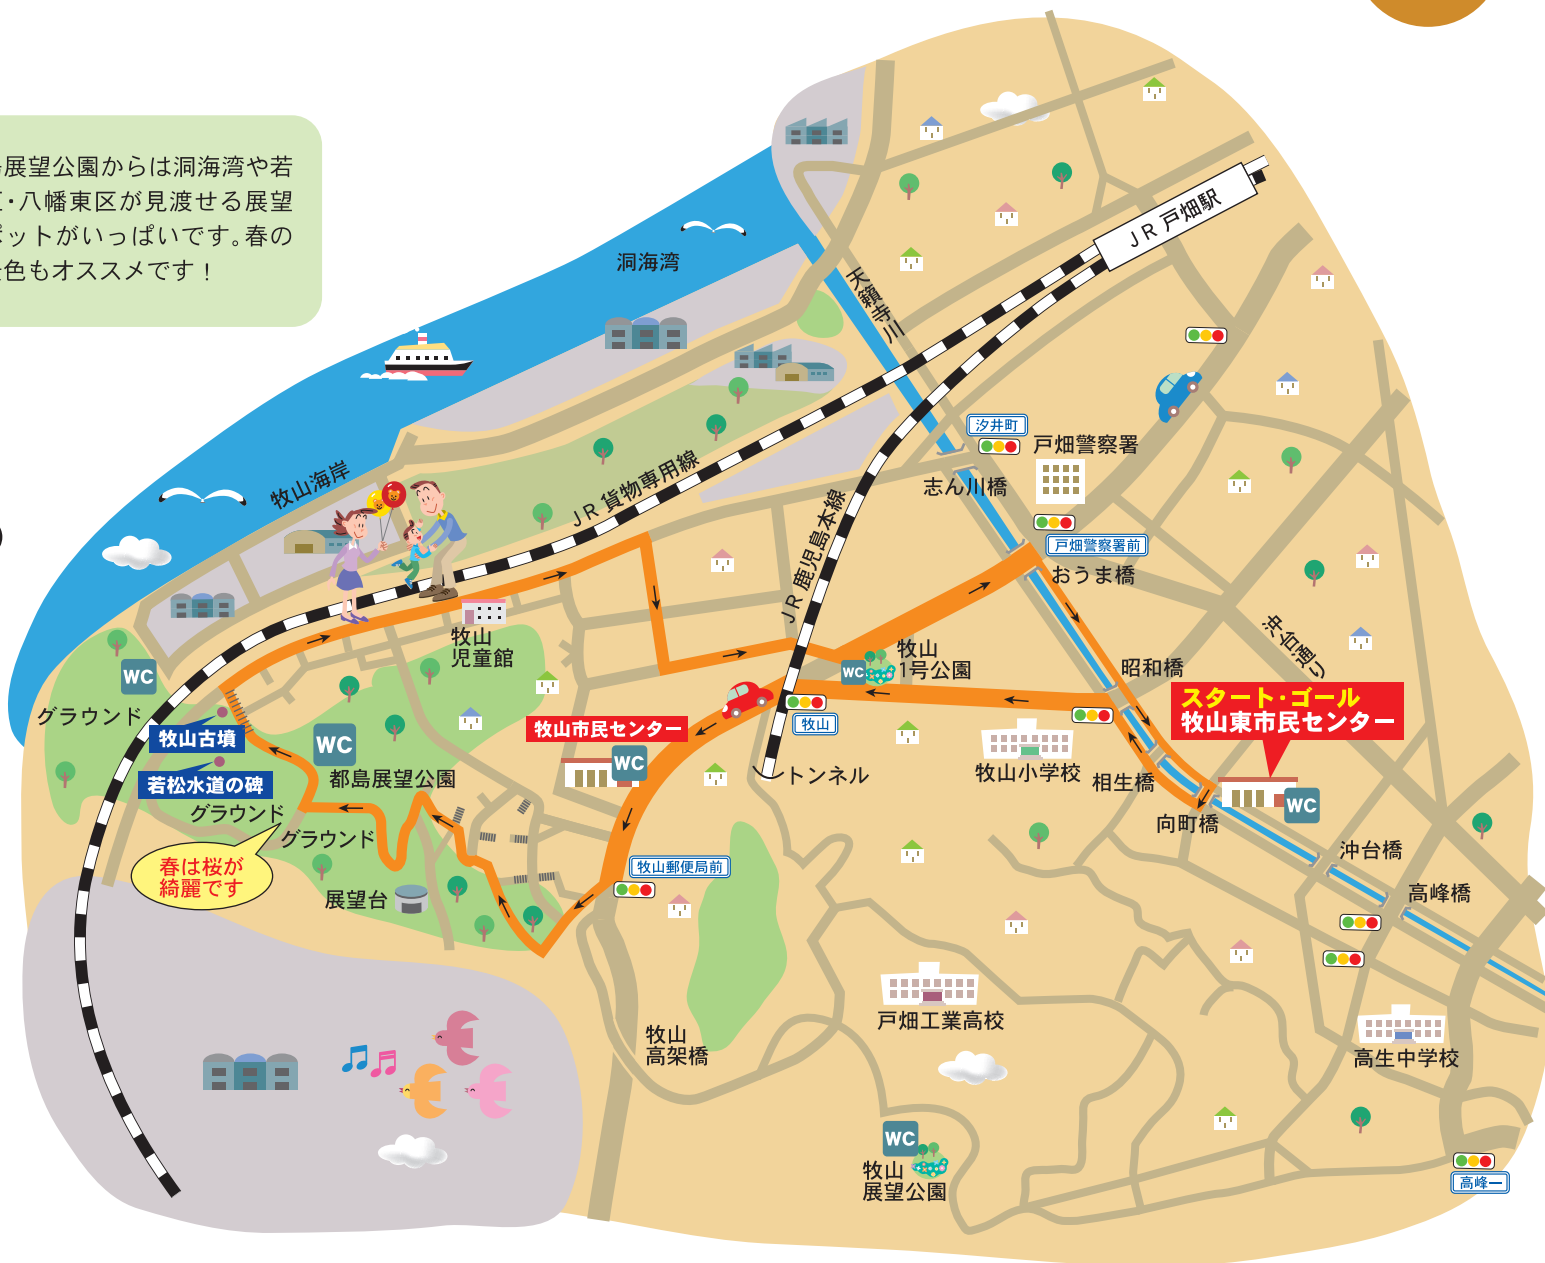 展望公園からは洞海湾や若
・八幡東区が見渡せる展望
ットがいっぱいです。春の
色もオススメです！
洞海湾
天籟寺川
JR戸畑駅
汐井町
戸畑警察署
志ん川橋
牧山海岸
JR貨物専用線
JR鹿児島本線
戸畑警察署前
おうま橋
沖台通り
牧山
児童館
牧山
1号公園
WC
昭和橋
スタート・ゴール
牧山東市民センター
WC
グラウンド
牧山古墳
WC
若松水道の碑
都島展望公園
グラウンド
グラウンド
牧山市民センター
WC
牧山
トンネル
牧山小学校
相生橋
向町橋
WC
春は桜が
綺麗です
展望台
牧山郵便局前
沖台橋
高峰橋
牧山
高架橋
戸畑工業高校
高生中学校
WC
牧山
展望公園
高峰一